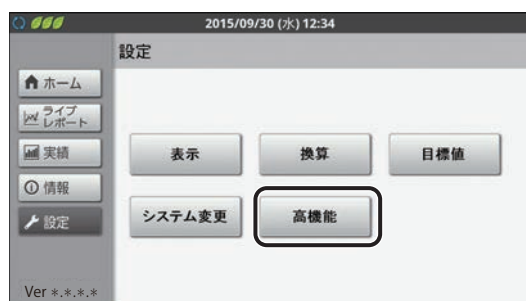 2015/09/30 (水) 12:34
設定
ホーム
ライブ
レポート
実績
情報
設定
表示
換算
目標値
システム変更
高機能
Ver *.*.*.*